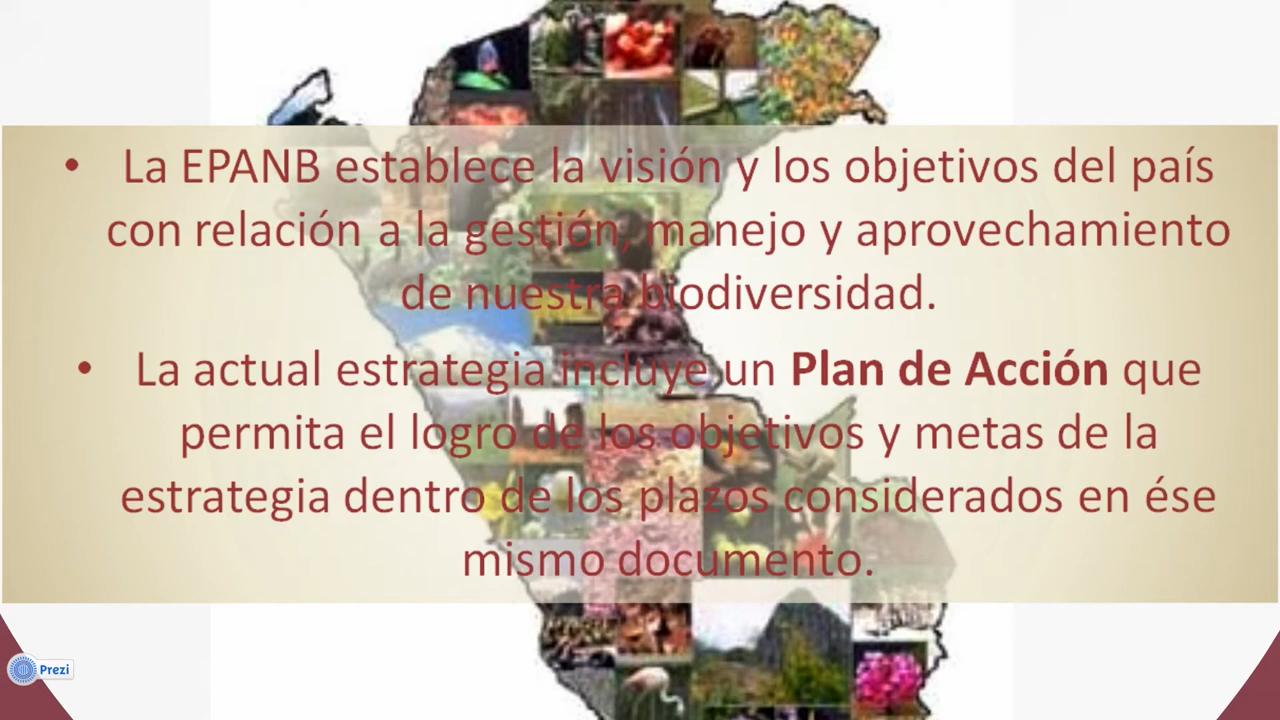 • La EPANB establece la visión y los objetivos del país
con relación a la gestión, manejo y aprovechamiento
de nuestra biodiversidad.
• La actual estrategia incluye un Plan de Acción que
permita el logro de los objetivos y metas de la
estrategia dentro de los plazos considerados en ése
mismo documento.
Prezi